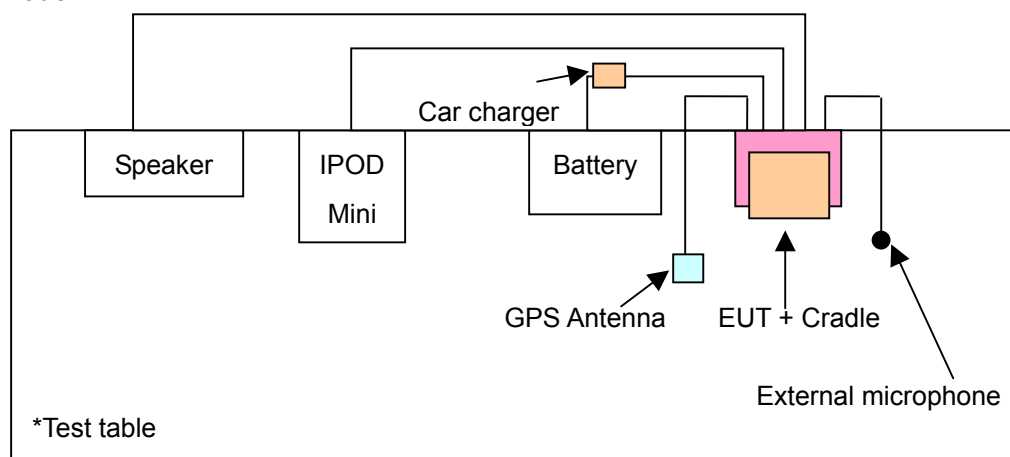 Car charger
Speaker
IPOD
Mini
Battery
GPS Antenna
EUT + Cradle
External microphone
*Test table